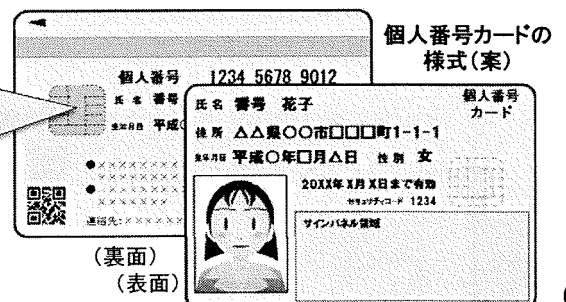 個人番号カードの
様式(案)
個人番号 1234 5678 9012
氏名 番号
生年月日 平成
連絡先:××××××
(裏面)
個人番号
カード
氏名 番号 花子
住所 △△県○○市□□□町1-1-1
生年月日 平成○年□月△日 性別 女
20XX年X月X日まで有効
セキュリティコード 1234
サインパネル領域
(表面)